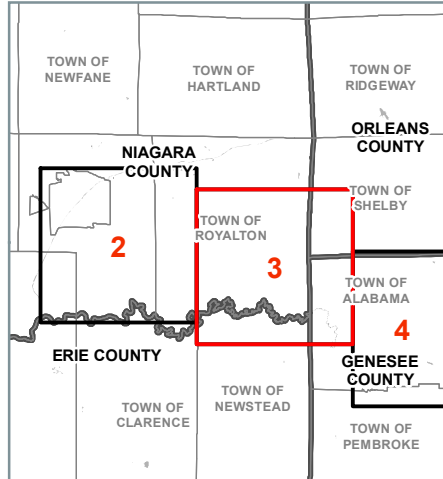 TOWN OF
NEWFANE
TOWN OF
HARTLAND
TOWN OF
RIDGEWAY
ORLEANS
COUNTY
NIAGARA
COUNTY
TOWN OF
SHELBY
TOWN OF
ROYALTON
2
3
TOWN OF
ALABAMA
4
ERIE COUNTY
GENESEE
COUNTY
TOWN OF
CLARENCE
TOWN OF
NEWSTEAD
TOWN OF
PEMBROKE